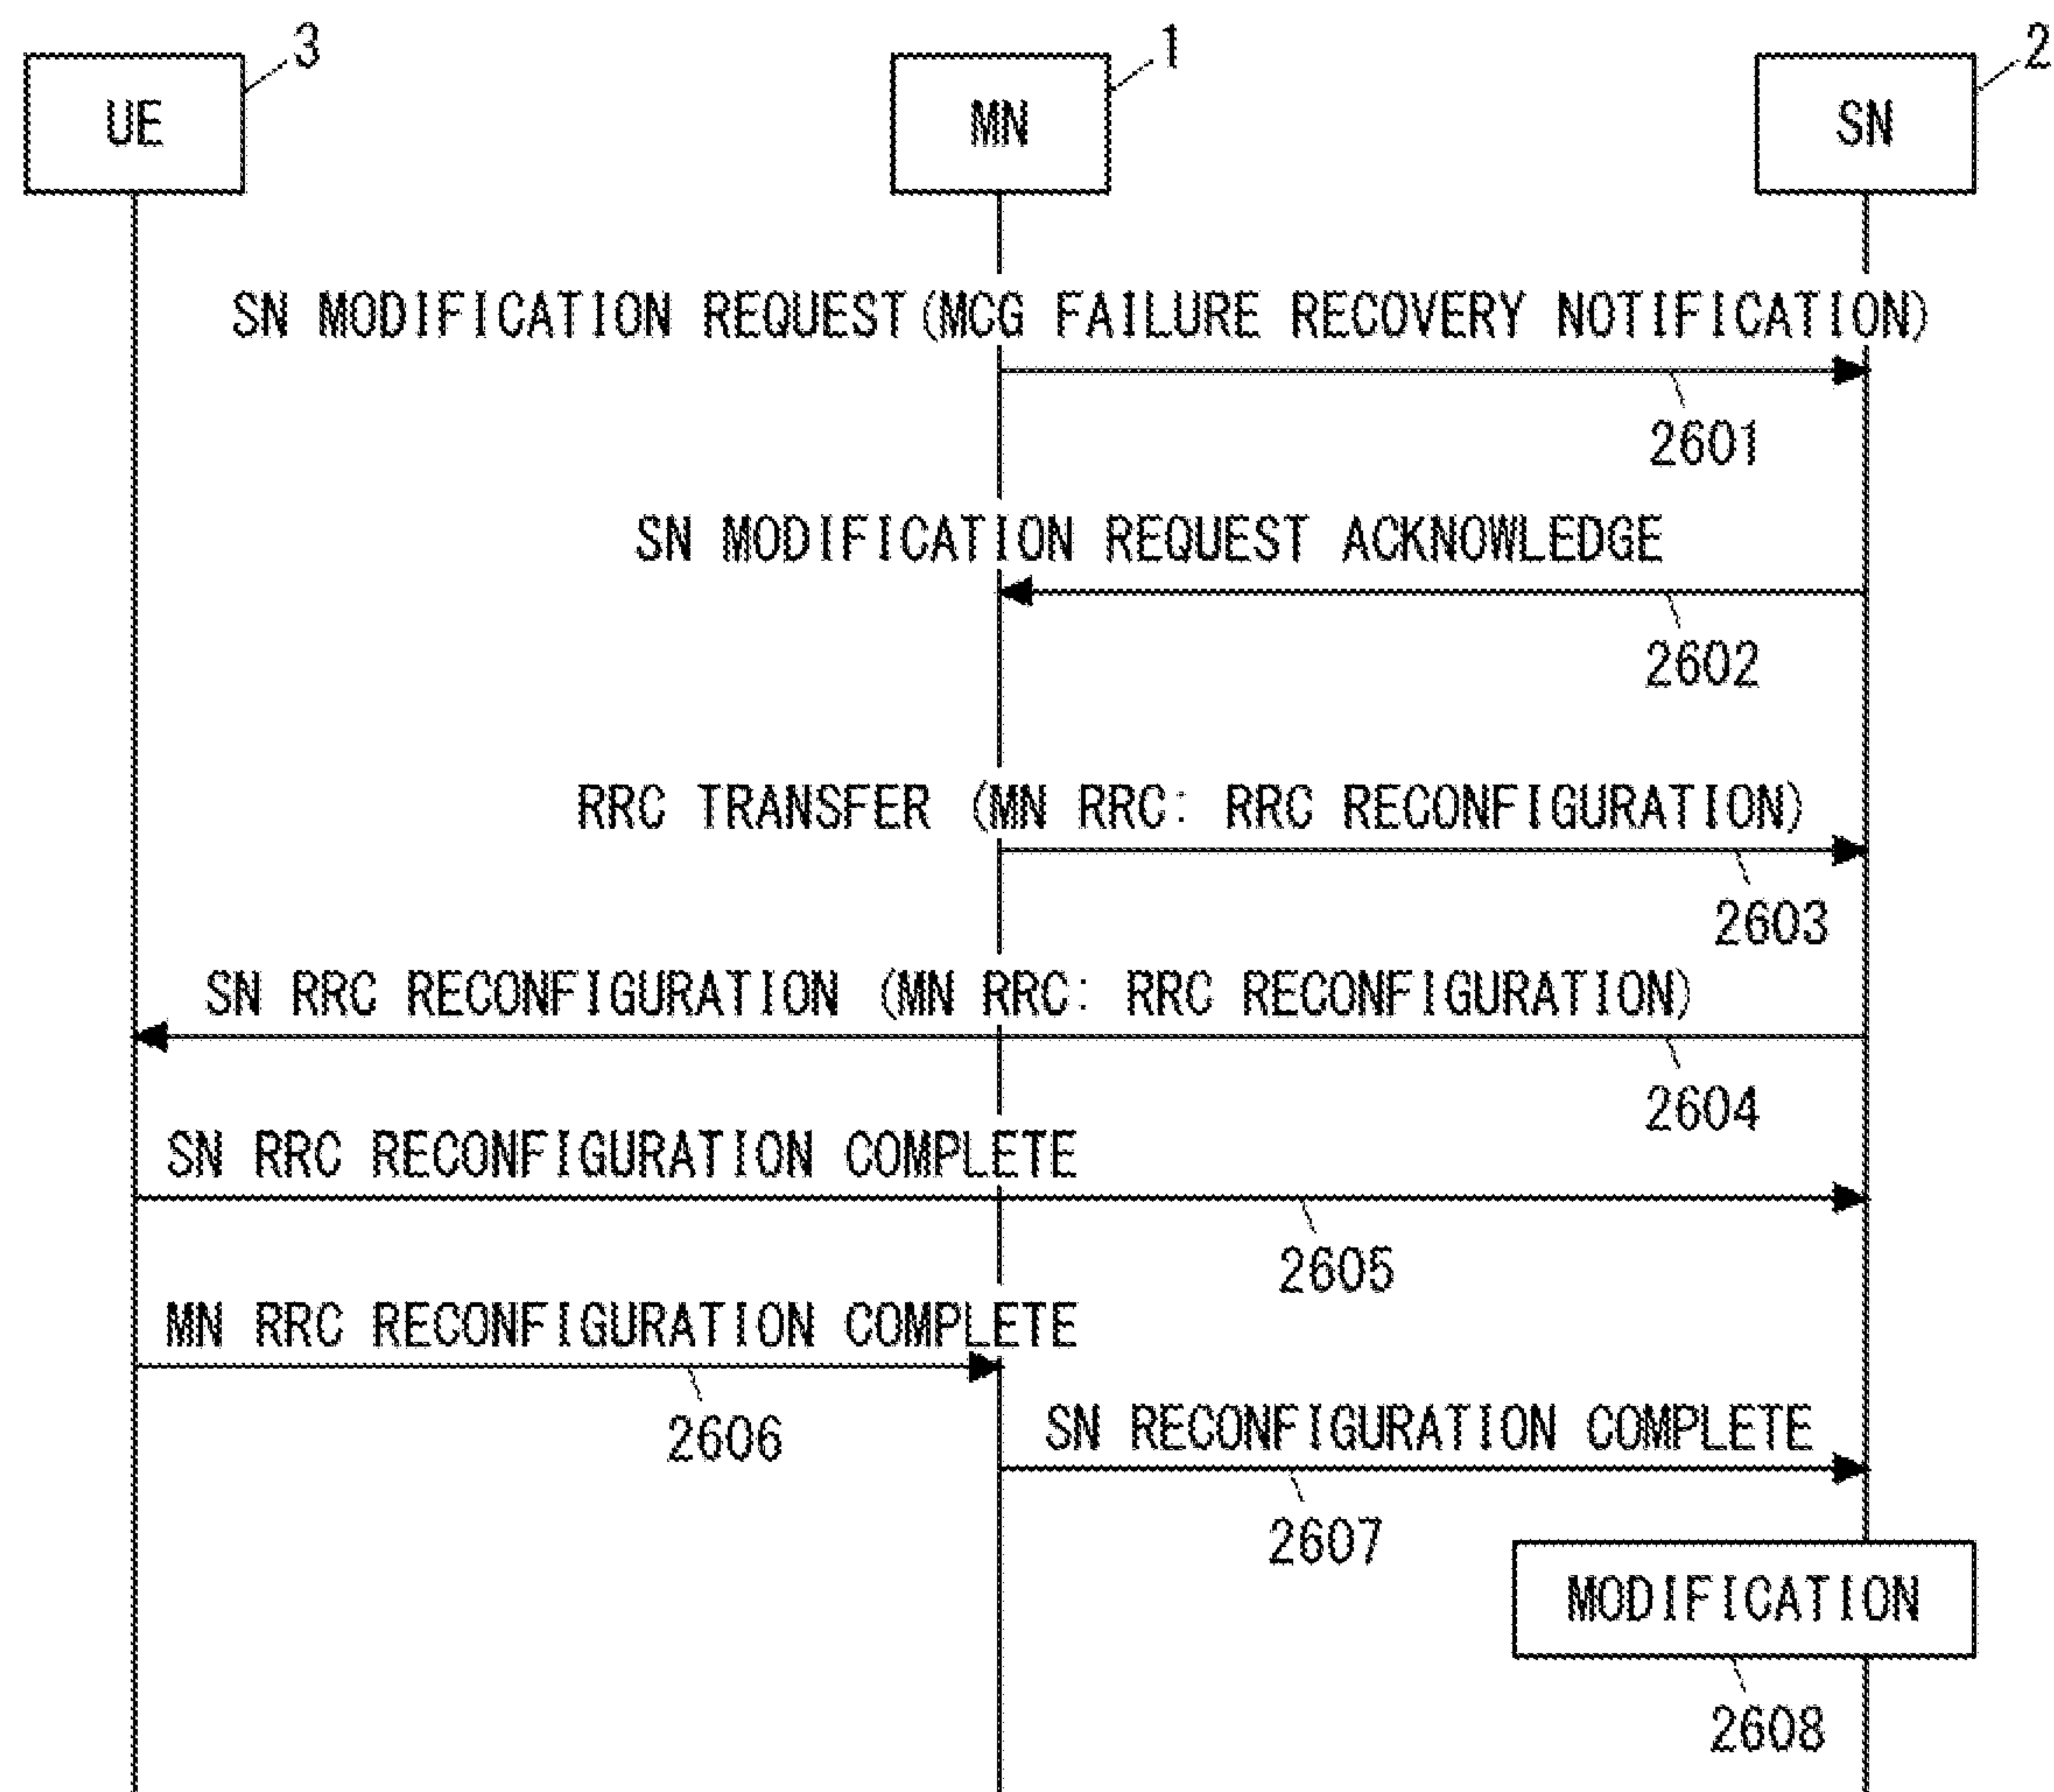 3
1
2
UE
MN
SN
SN MODIFICATION REQUEST(MCG FAILURE RECOVERY NOTIFICATION)
2601
SN MODIFICATION REQUEST ACKNOWLEDGE
2602
RRC TRANSFER (MN RRC: RRC RECONFIGURATION)
2603
SN RRC RECONFIGURATION (MN RRC: RRC RECONFIGURATION)
2604
SN RRC RECONFIGURATION COMPLETE
2605
MN RRC RECONFIGURATION COMPLETE
2606
SN RECONFIGURATION COMPLETE
2607
MODIFICATION
2608